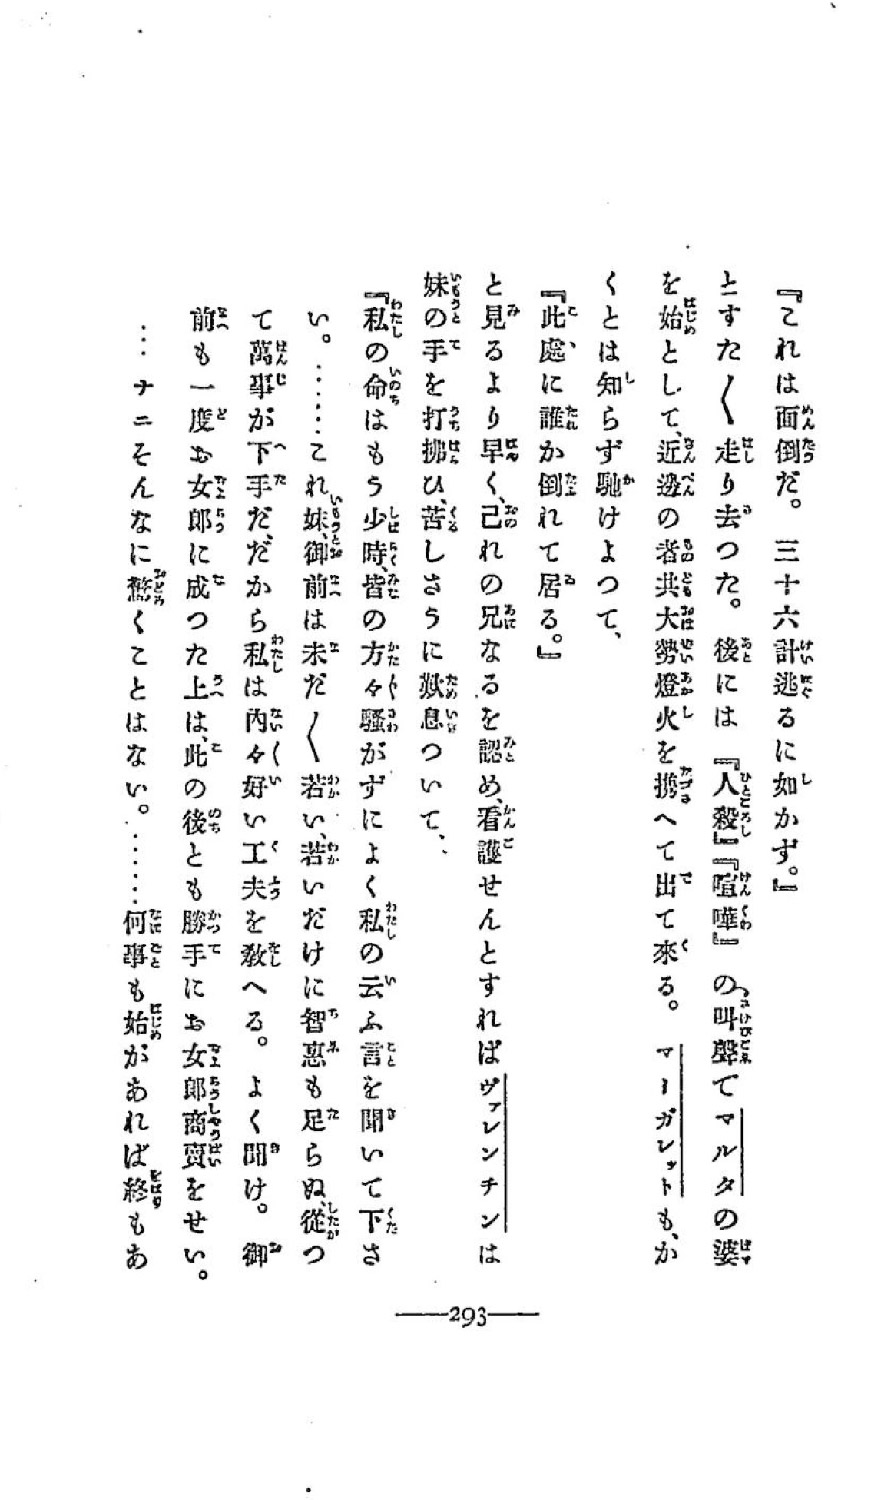 『これは面倒だ。三十六計逃るに如かず。』
とすた〱走り去つた。後には『人殺』『喧嘩』の叫聲でマルタの婆
を始として、近邊の者共大勢燈火を携へて出て來る。マーガレットも、か
くとは知らず馳けよつて、
『此處に誰か倒れて居る。』
と見るより早く、己れの兄なるを認め、看護せんとすればヴァレンチンは
妹の手を打拂ひ、苦しさうに歎息ついて、
『私の命はもう少時、皆の方々騷がずによく私の云ふ言を聞いて下さ
い。……これ、妹、御前は未だ〱若い、若いだけに智惠も足らぬ、從つ
て萬事が下手だ、だから私は內々好い工夫を敎へる。よく聞け。御
前も一度お女郎に成つた上は、此の後とも勝手にお女郎商賣をせい。
…ナニそんなに驚くことはない。……何事も始があれば終もあ
293